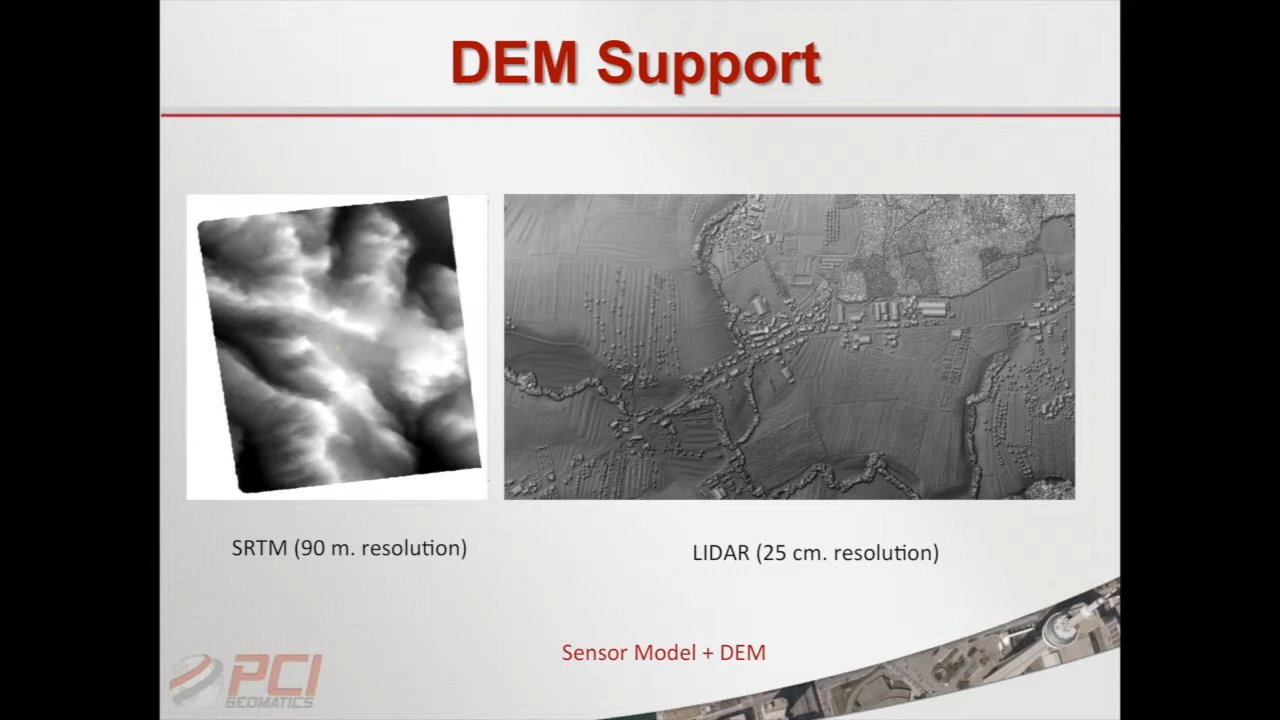 DEM Support
SRTM (90 m. resolution)
LIDAR (25 cm. resolution)
Sensor Model + DEM
PCI
GEOMATICS